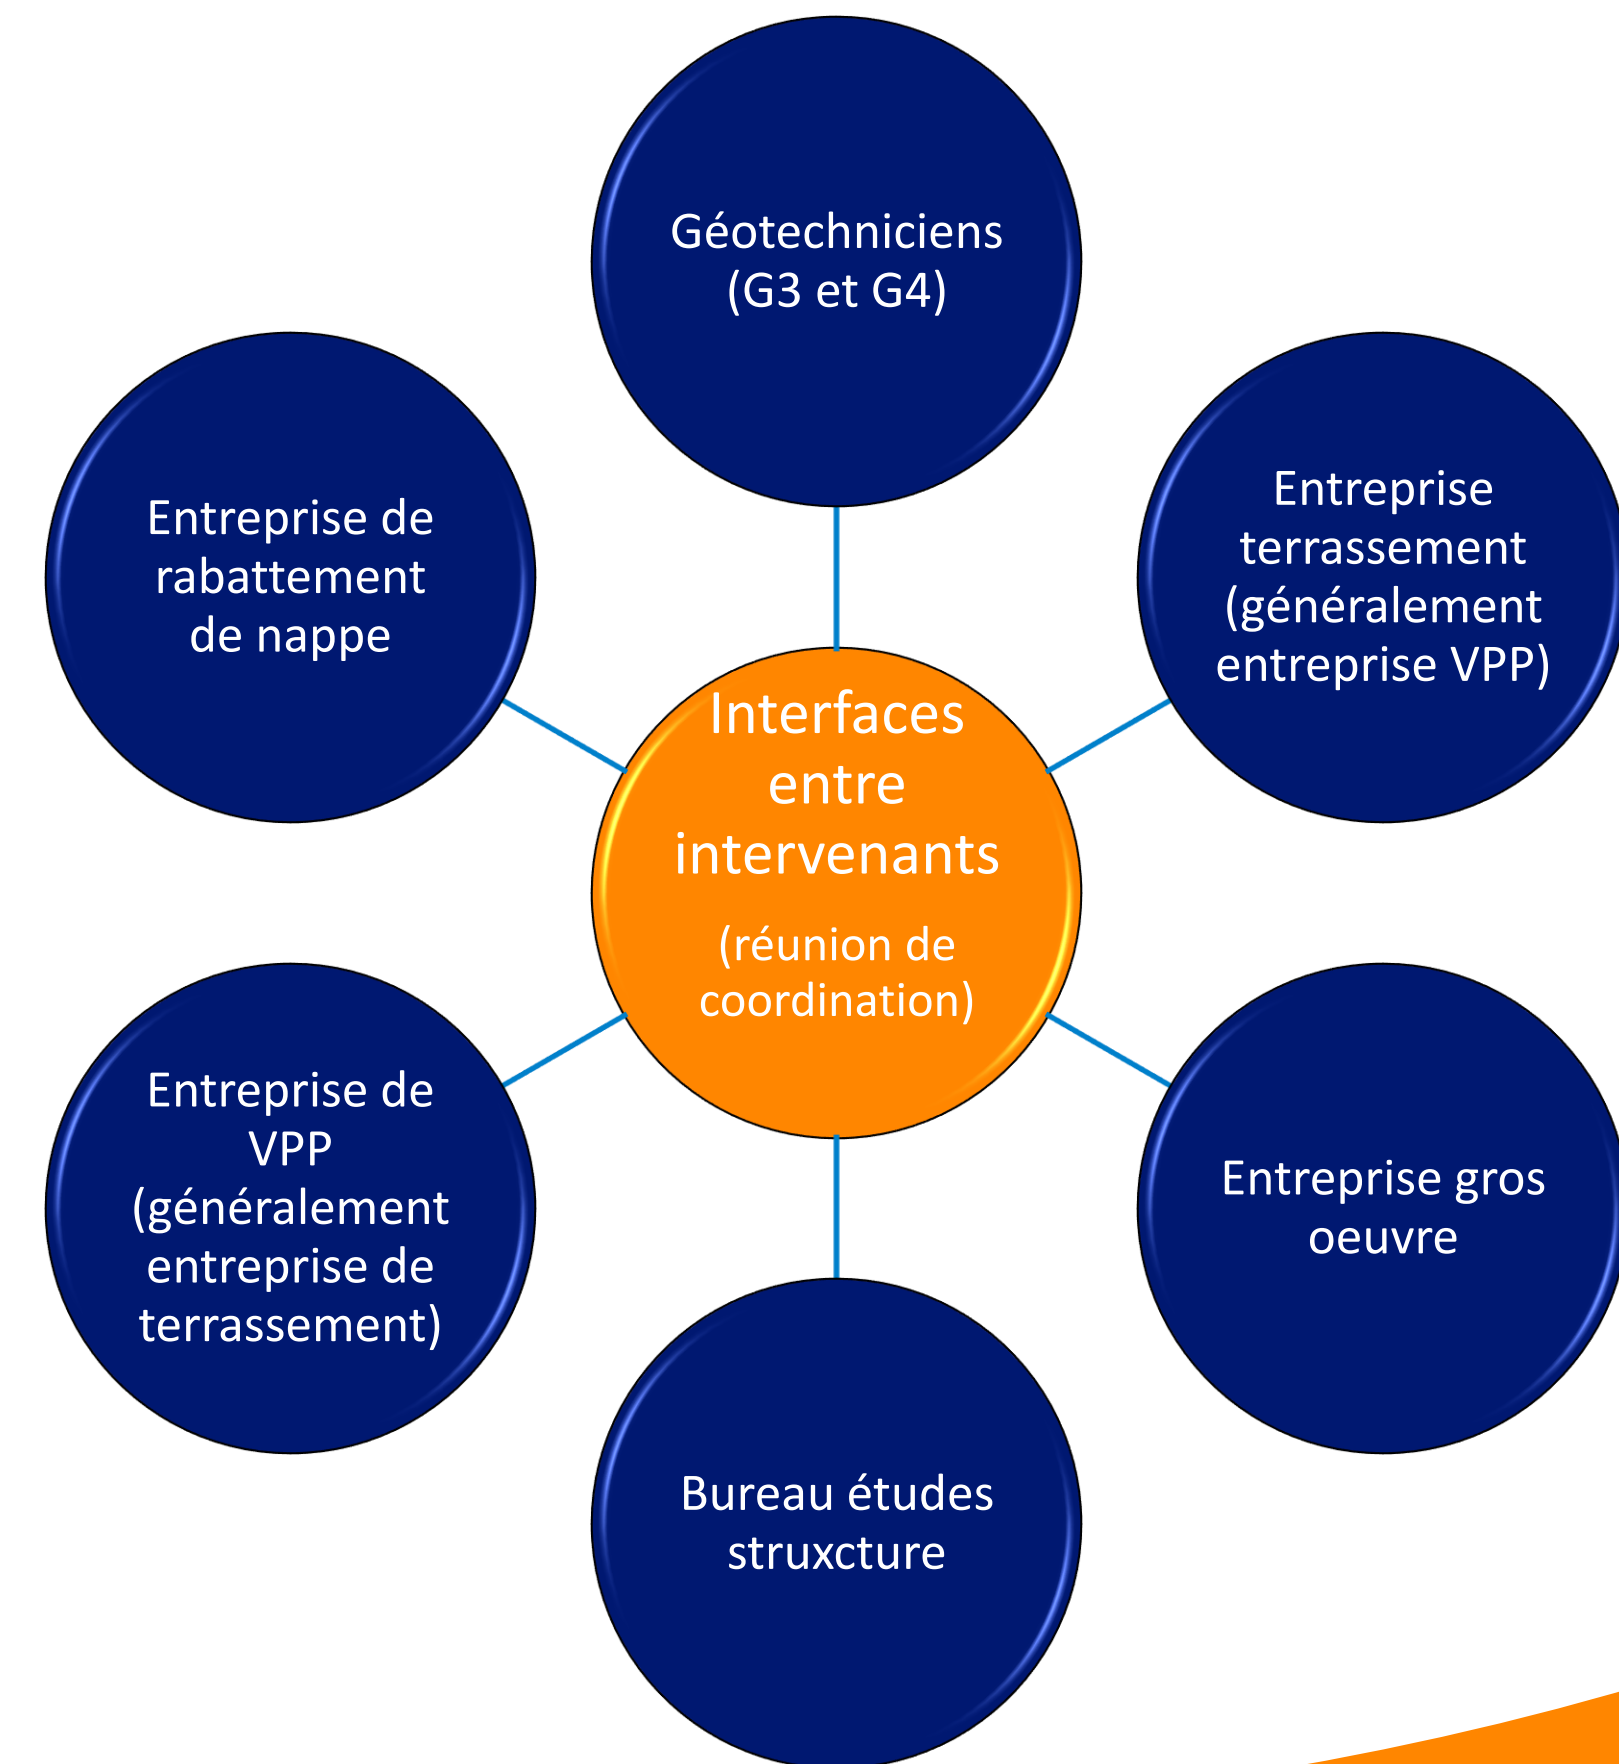 Géotechniciens
(G3 et G4)
Entreprise de
rabattement
de nappe
Entreprise
terrassement
(généralement
entreprise VPP)
Interfaces
entre
intervenants
(réunion de
coordination)
Entreprise de
VPP
(généralement
entreprise de
terrassement)
Entreprise gros
oeuvre
Bureau études
struxcture